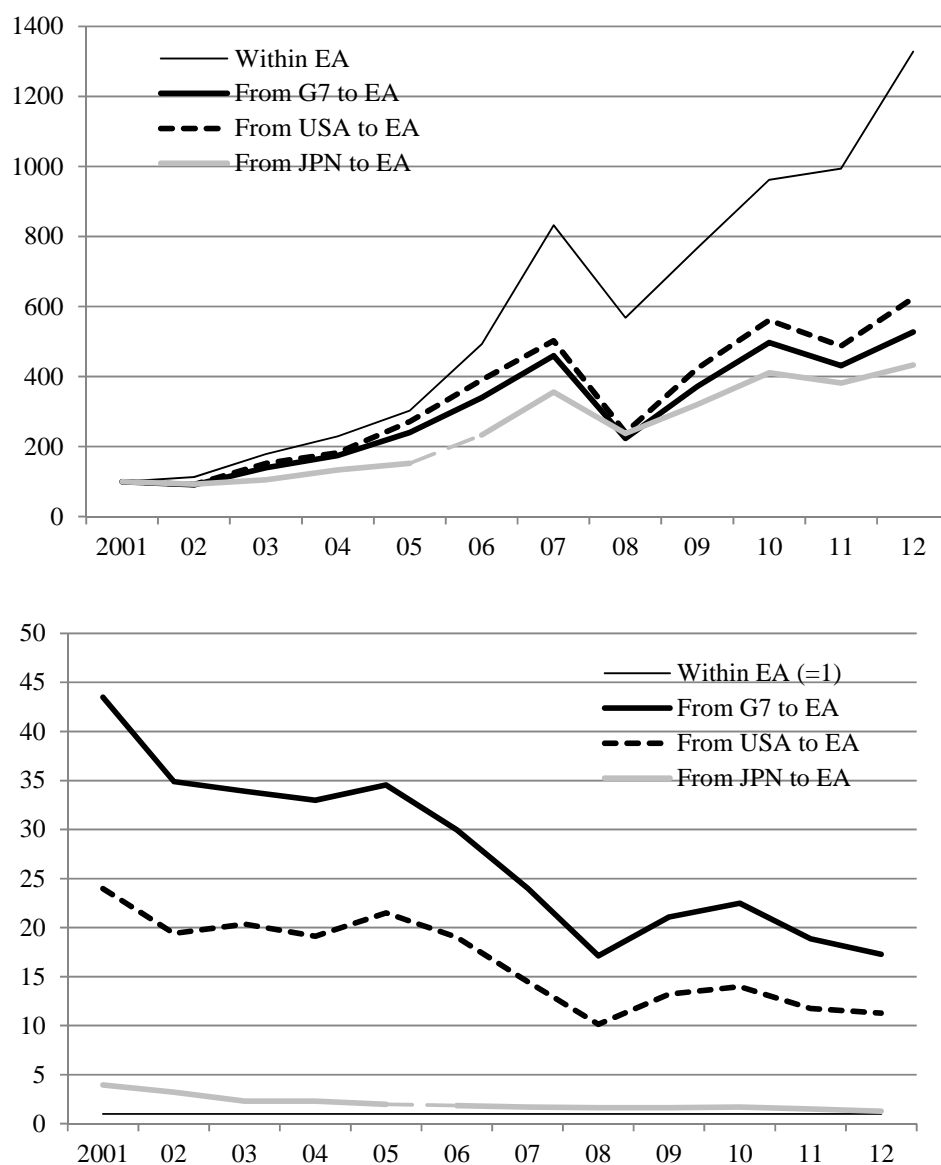 1400
1200
1000
800
600
400
200
0
Within EA
From G7 to EA
From USA to EA
From JPN to EA
2001 02 03 04 05 06 07 08 09 10 11 12
50
45
40
35
30
25
20
15
10
5
0
Within EA (=1)
From G7 to EA
From USA to EA
From JPN to EA
2001 02 03 04 05 06 07 08 09 10 11 12